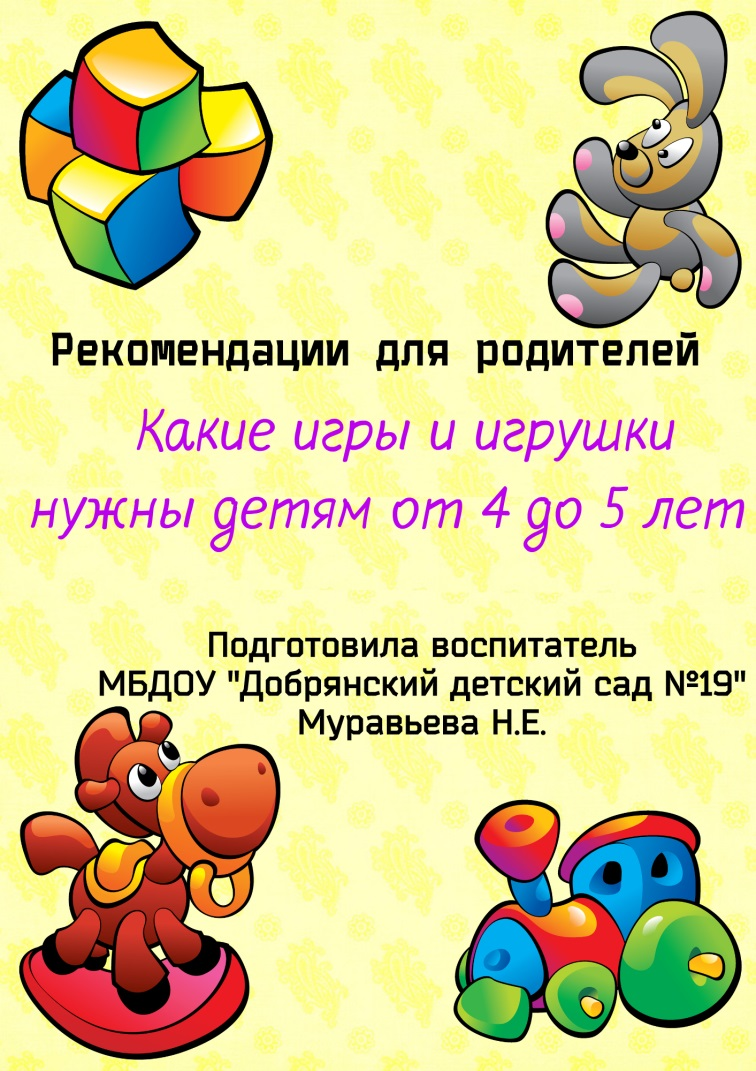 Рекомендации для родителей
Какие игры и игрушки
нужны детям от 4 до 5 лет
Подготовила воспитатель
МБДОУ "Добрянский детский сад №19"
Муравьева Н.Е.